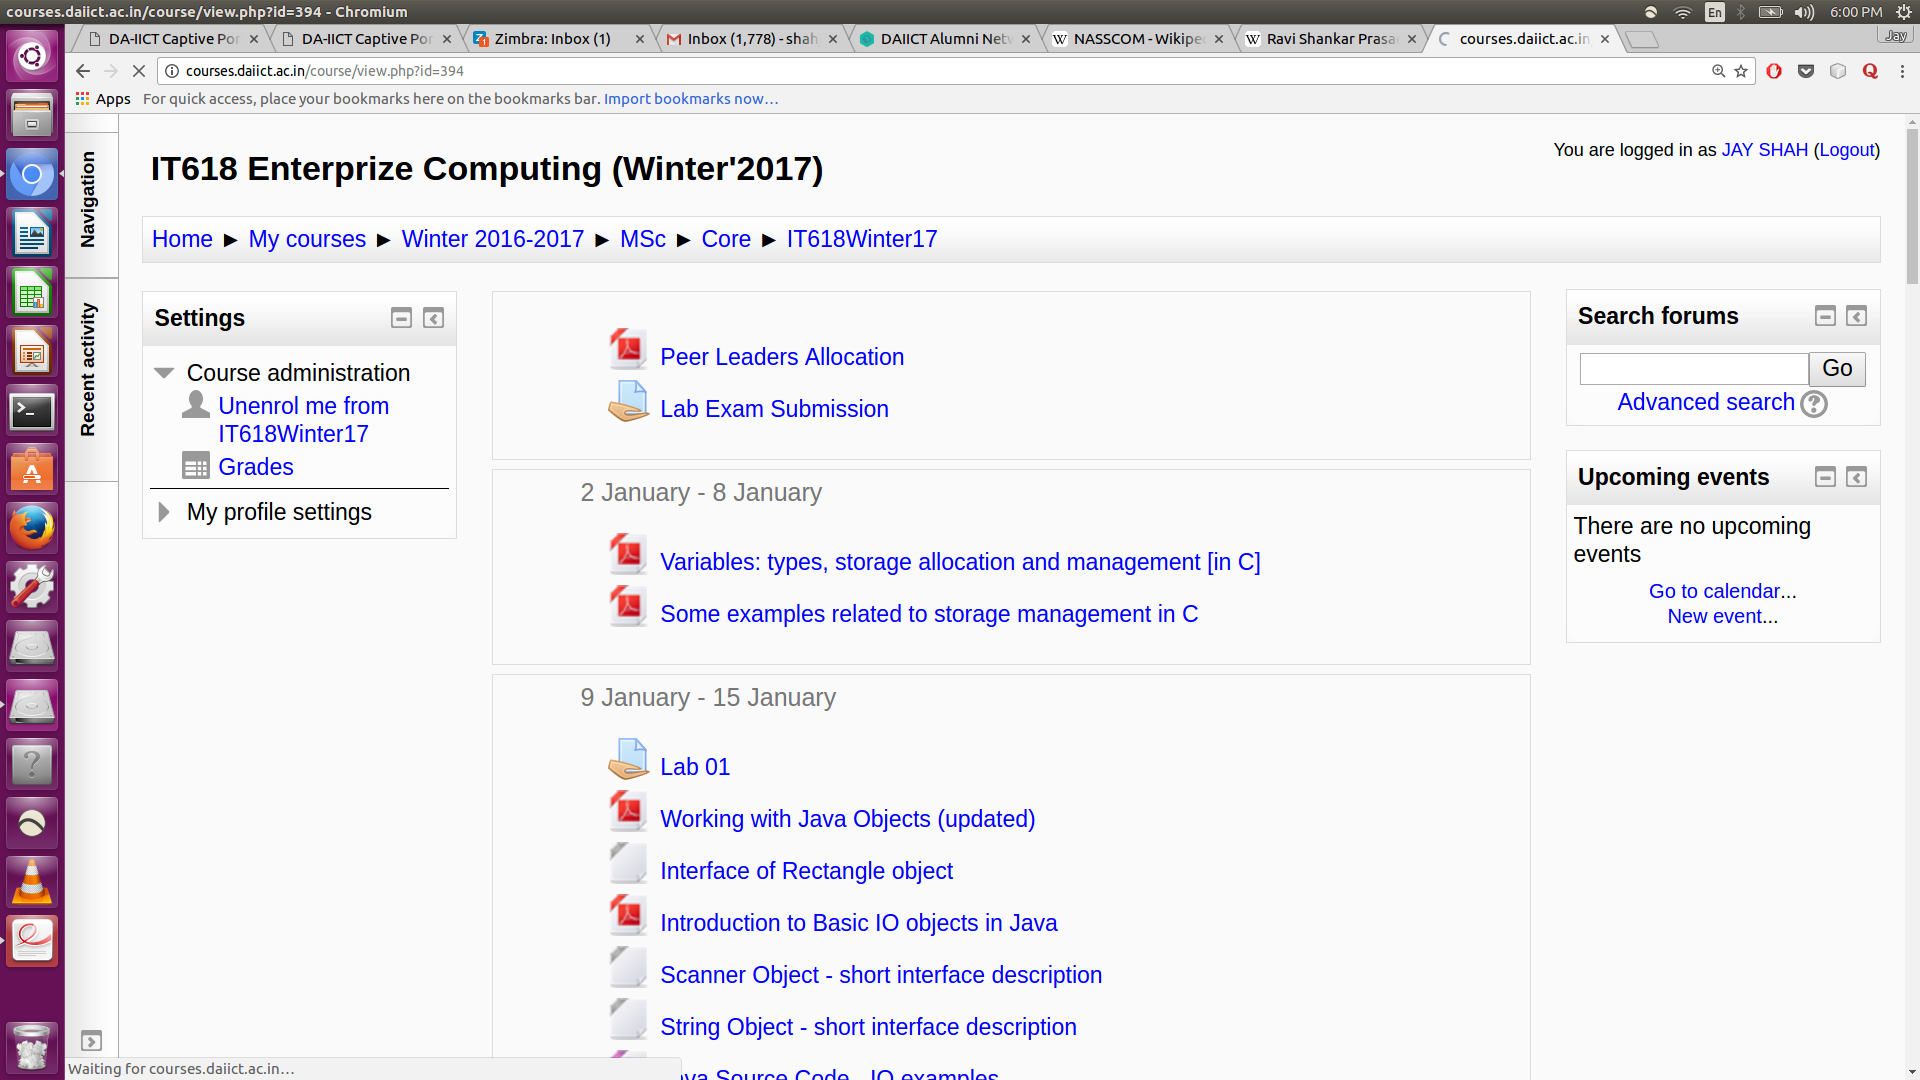 courses.daiict.ac.in/course/view.php?id=394 - Chromium
En
6:00 PM
DA-IICT Captive Por
DA-IICT Captive Por
Zimbra: Inbox (1)
Inbox (1,778) - shah
DAIICT Alumni Netw
NASSCOM - Wikiped
Ravi Shankar Prasad
courses.daiict.ac.in
Jay
courses.daiict.ac.in/course/view.php?id=394
Apps
For quick access, place your bookmarks here on the bookmarks bar. Import bookmarks now…
Navigation
Recent activity
IT618 Enterprize Computing (Winter'2017)
You are logged in as JAY SHAH (Logout)
Home ► My courses ► Winter 2016-2017 ► MSc ► Core ► IT618Winter17
Settings
Course administration
Unenrol me from
IT618Winter17
Grades
My profile settings
Peer Leaders Allocation
Lab Exam Submission
2 January - 8 January
Variables: types, storage allocation and management [in C]
Some examples related to storage management in C
9 January - 15 January
Lab 01
Working with Java Objects (updated)
Interface of Rectangle object
Introduction to Basic IO objects in Java
Scanner Object - short interface description
String Object - short interface description
ava Source Code - IO examples
Search forums
Go
Advanced search
Upcoming events
There are no upcoming
events
Go to calendar...
New event...
Waiting for courses.daiict.ac.in…